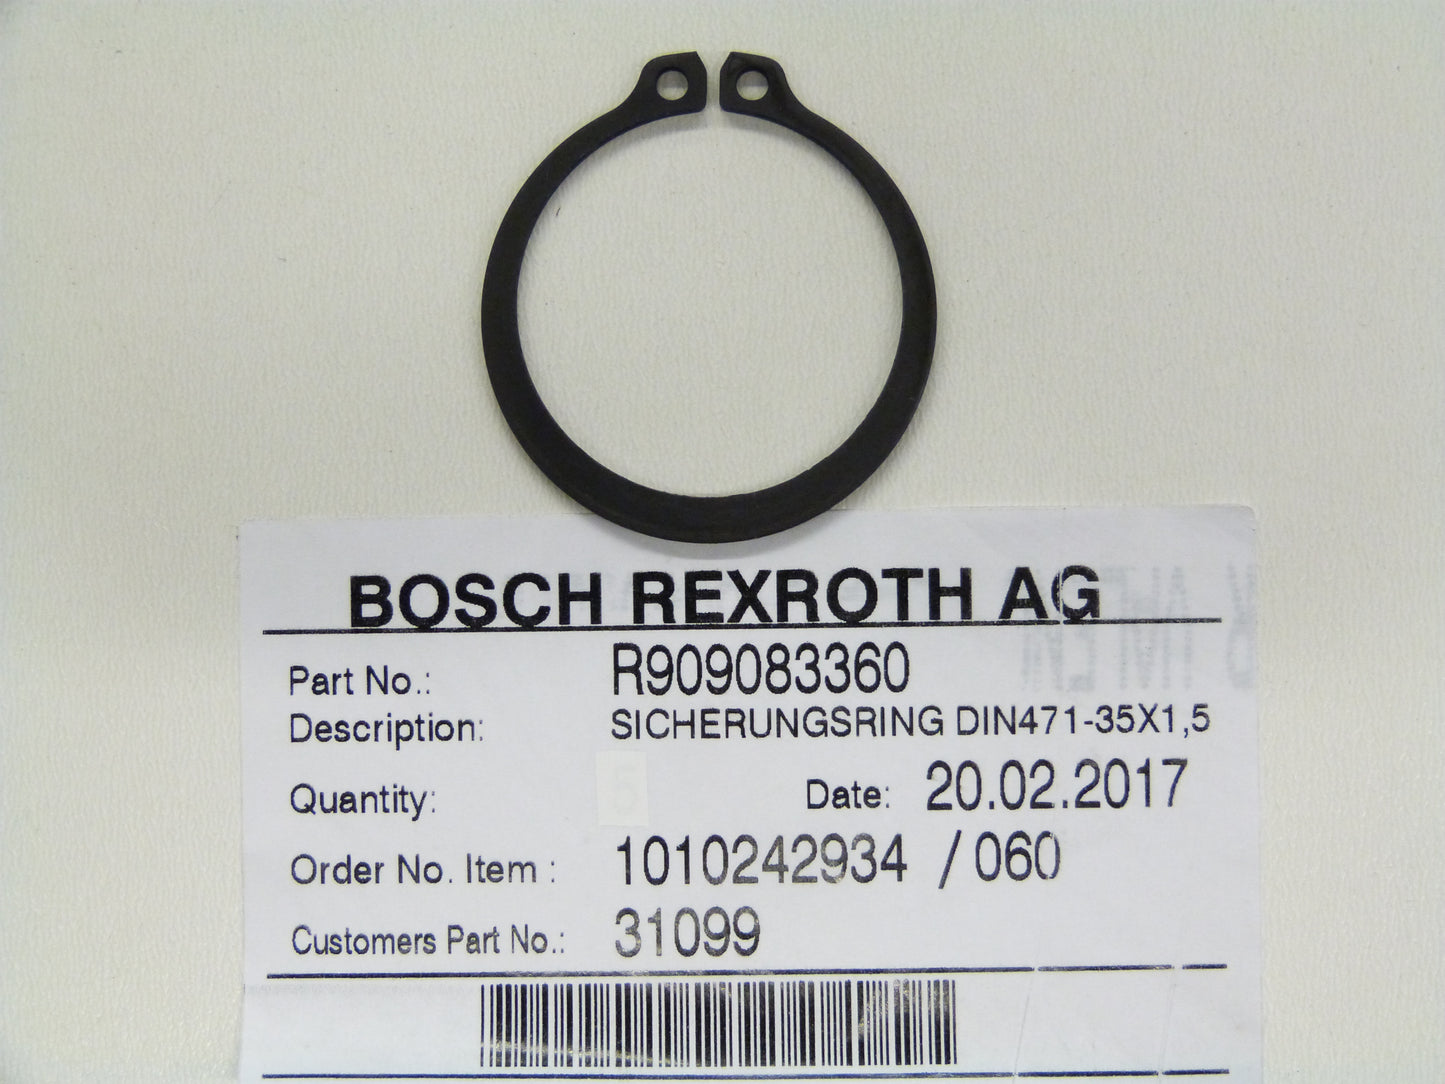 BOSCH REXROTH AG
Part No.: R909083360
Description: SICHERUNGSRING DIN471-35X1,5
Quantity: Date: 20.02.2017
Order No. Item : 1010242934 / 060
Customers Part No.: 31099